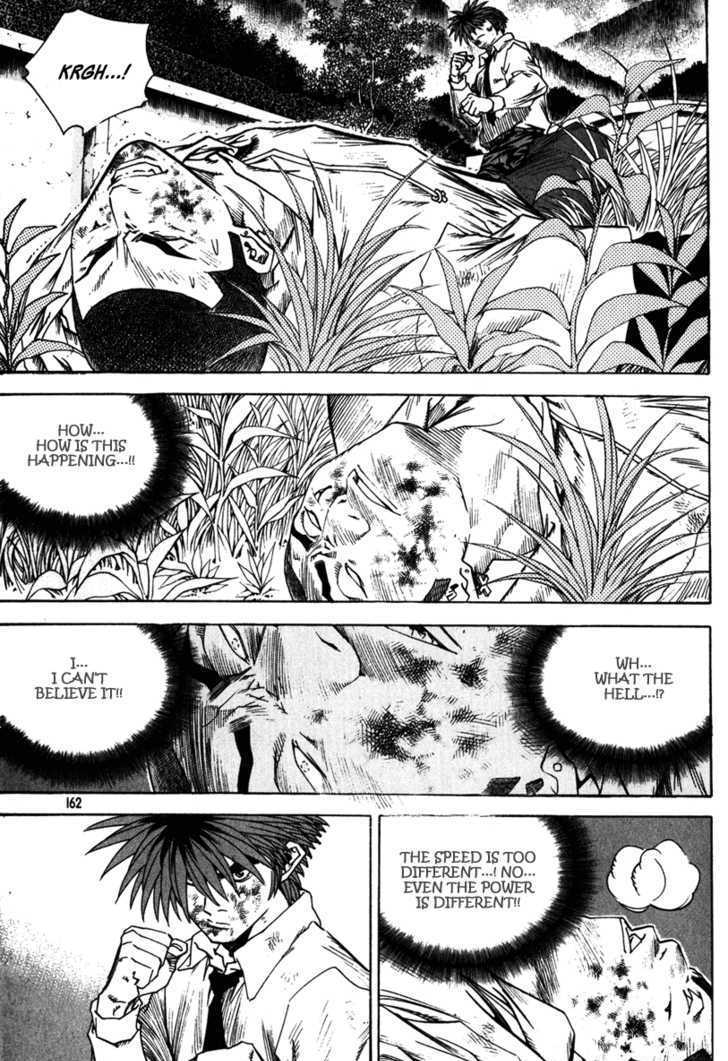 KRGH...!
HOW...
HOW IS THIS
HAPPENING...!!
WH...
WHAT THE
HELL...!?
I...
I CAN'T
BELIEVE IT!!
162
THE SPEED IS TOO
DIFFERENT...! NO...
EVEN THE POWER
IS DIFFERENT!!